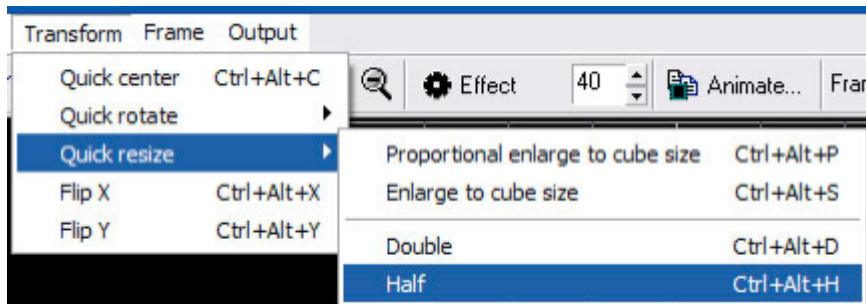 Transform Frame Output
Quick center Ctrl+Alt+C
Effect 40 Animate...
Quick rotate
Quick resize
Proportional enlarge to cube size Ctrl+Alt+P
Flip X Ctrl+Alt+X
Enlarge to cube size Ctrl+Alt+S
Flip Y Ctrl+Alt+Y
Double Ctrl+Alt+D
Half Ctrl+Alt+H